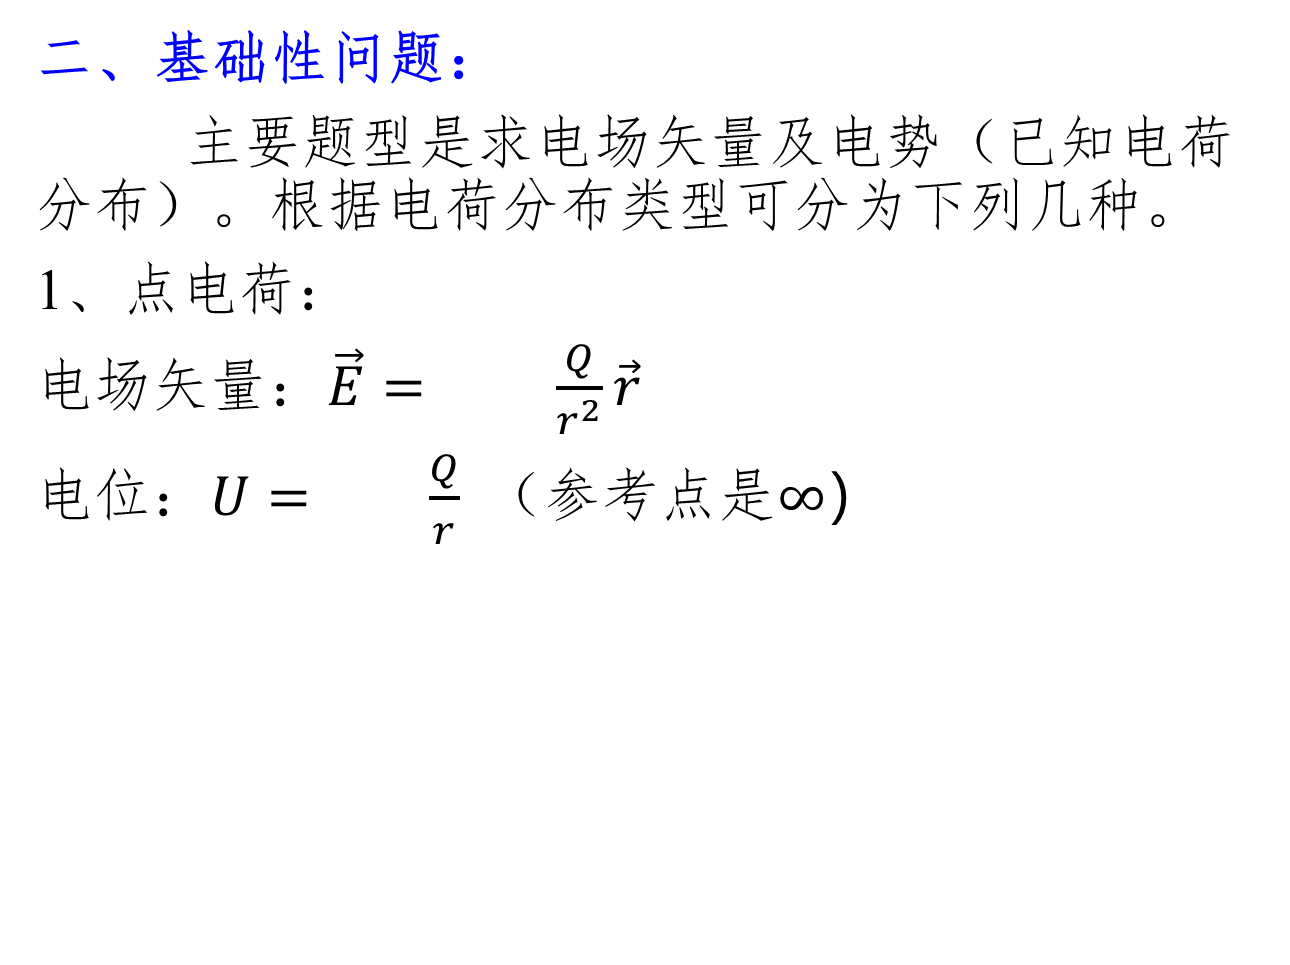 二、基础性问题：
主要题型是求电场矢量及电势（已知电荷
分布）。根据电荷分布类型可分为下列几种。
1、点电荷：
电场矢量：$\vec{E} = \frac{Q}{r^2}\vec{r}$
电位：$U = \frac{Q}{r}$ （参考点是∞)